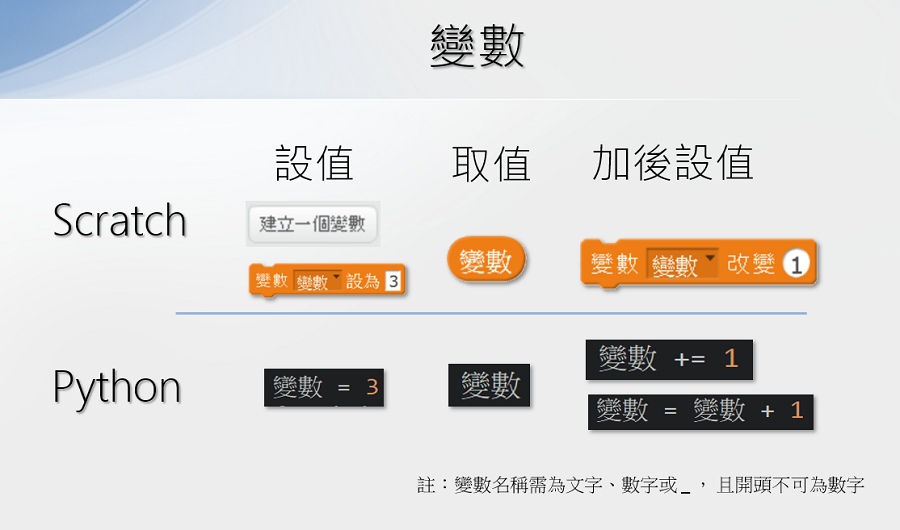 變數
設值 取值 加後設值
Scratch
建立一個變數
變數 變數 設為 3
變數
變數 變數 改變 1
Python
變數 = 3
變數
變數 += 1
變數 = 變數 + 1
註：變數名稱需為文字、數字或_， 且開頭不可為數字